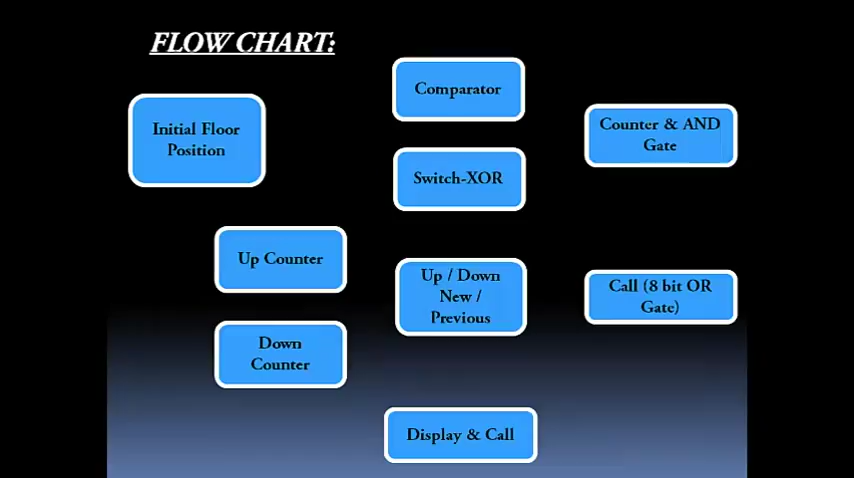 FLOW CHART:
Comparator
Initial Floor
Position
Counter & AND
Gate
Switch-XOR
Up Counter
Up / Down
New /
Previous
Call (8 bit OR
Gate)
Down
Counter
Display & Call